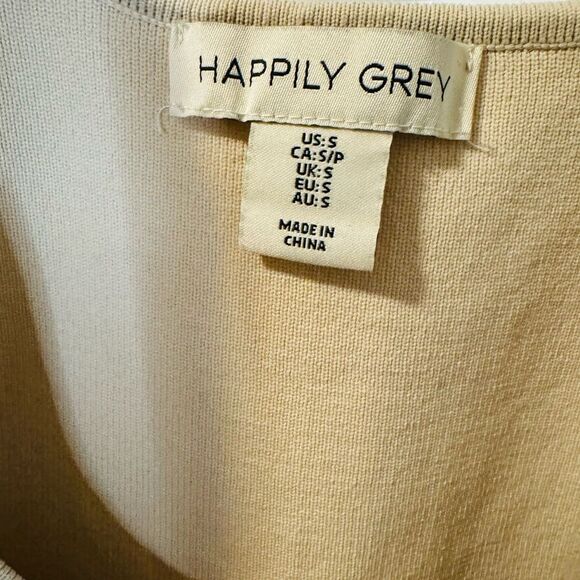 HAPPILY GREY
US: S
CA: S/P
UK: S
EU: S
AU: S
MADE IN
CHINA